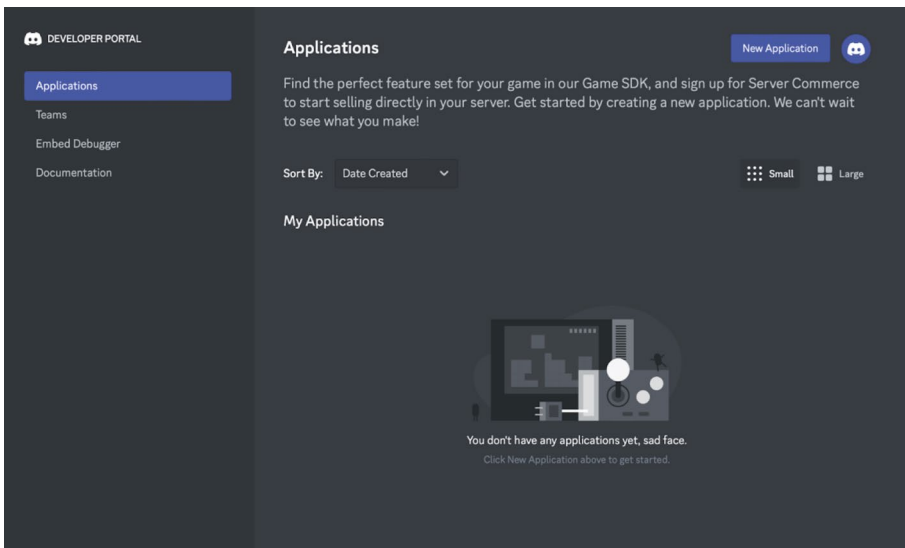 DEVELOPER PORTAL
Applications
Teams
Embed Debugger
Documentation
Applications
New Application
Find the perfect feature set for your game in our Game SDK, and sign up for Server Commerce
to start selling directly in your server. Get started by creating a new application. We can't wait
to see what you make!
Sort By: Date Created
Small Large
My Applications
You don't have any applications yet, sad face.
Click New Application above to get started.